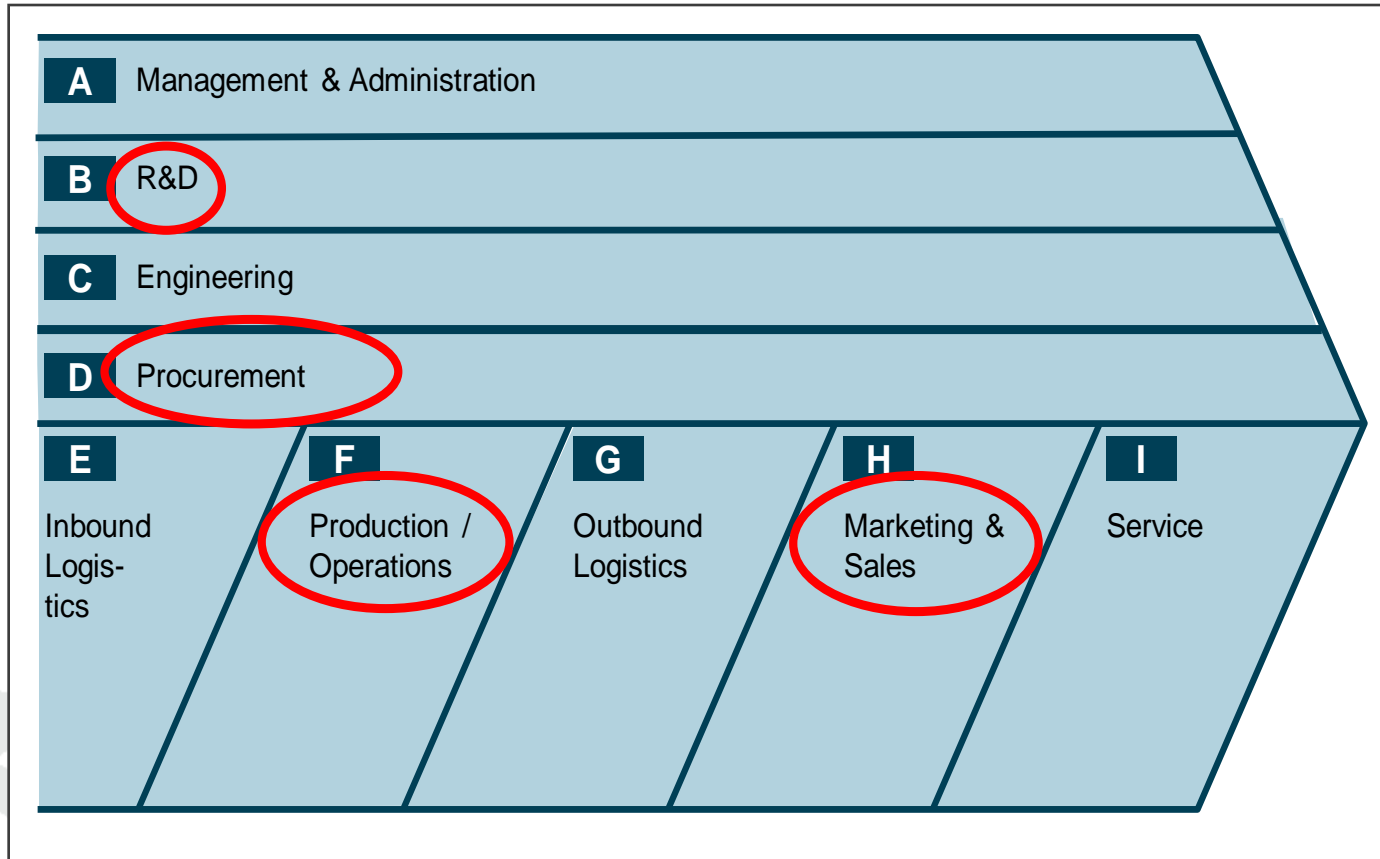 A Management & Administration
B R&D
C Engineering
D Procurement
E
Inbound
Logis-
tics
F
Production /
Operations
G
Outbound
Logistics
H
Marketing &
Sales
I
Service